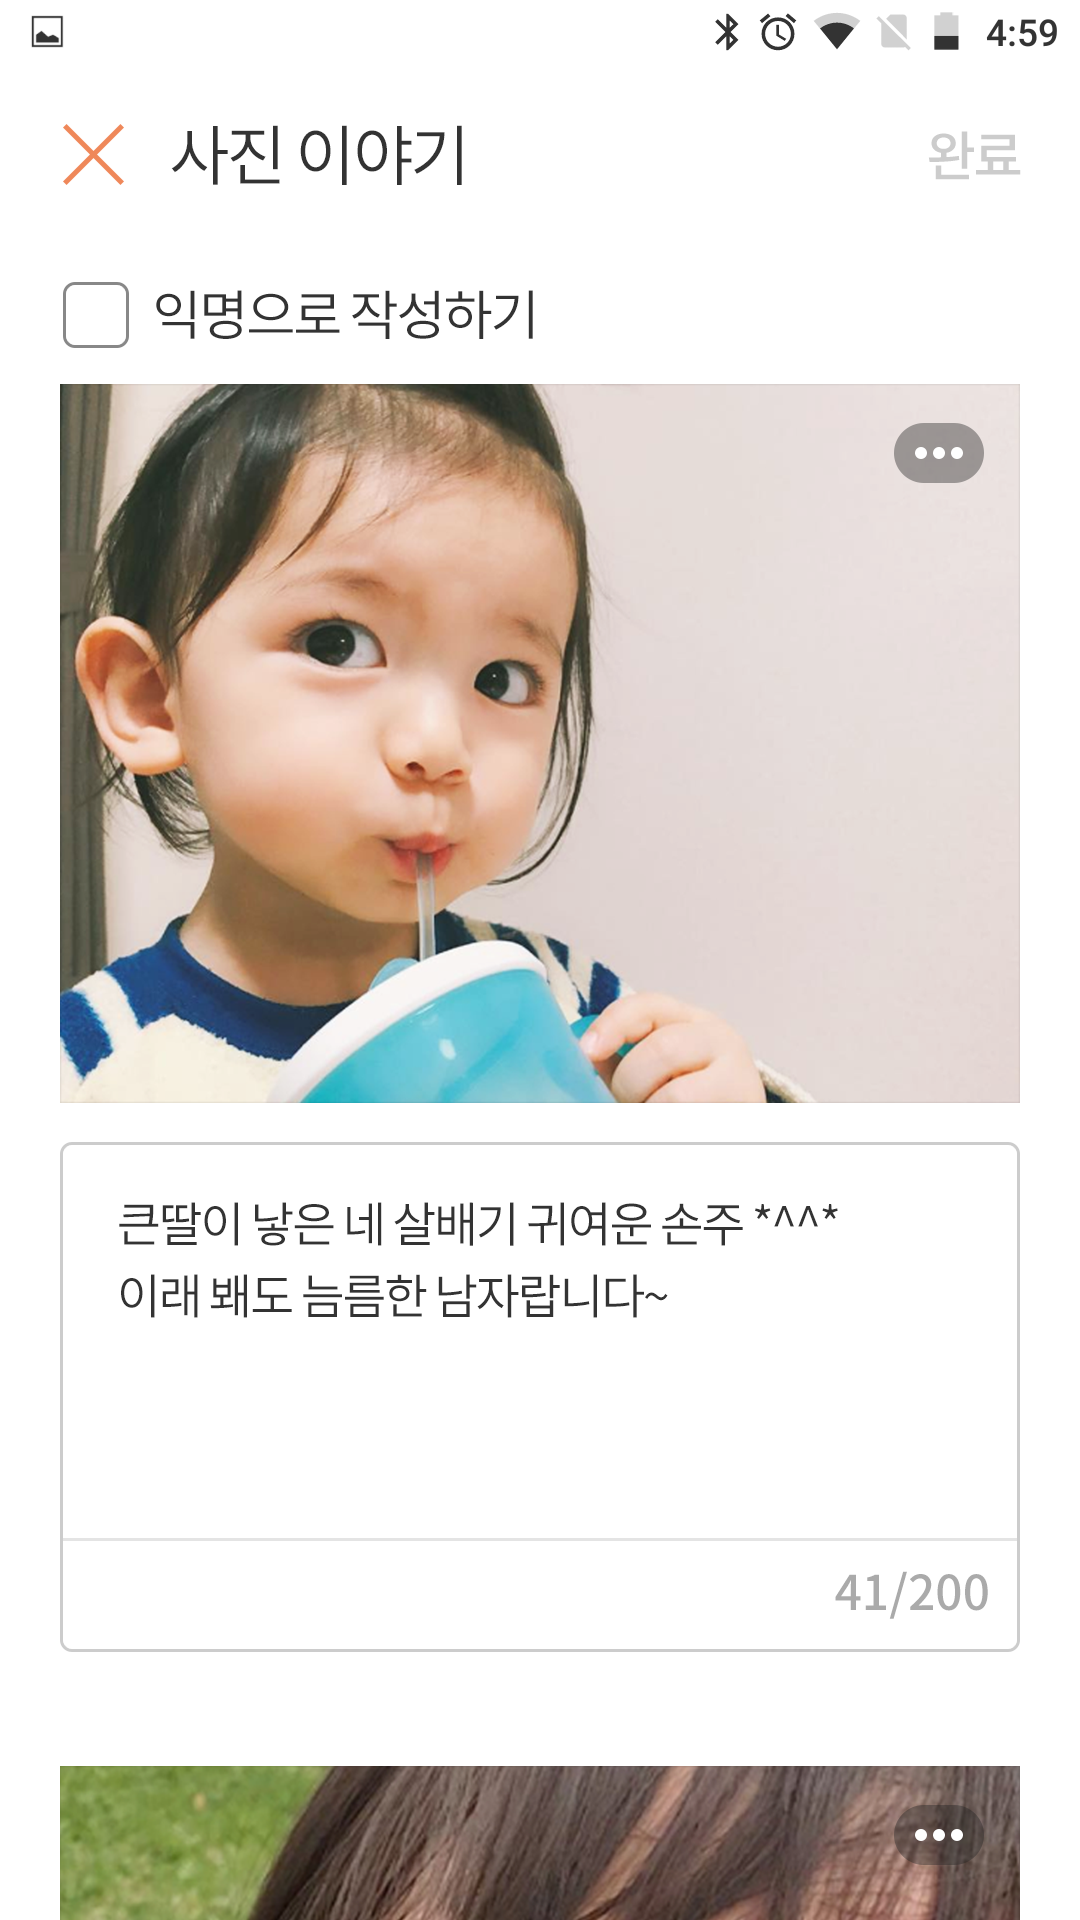 4:59
사진 이야기
완료
익명으로 작성하기
큰딸이 낳은 네 살배기 귀여운 손주 *^^*
이래 봬도 늠름한 남자랍니다~
41/200